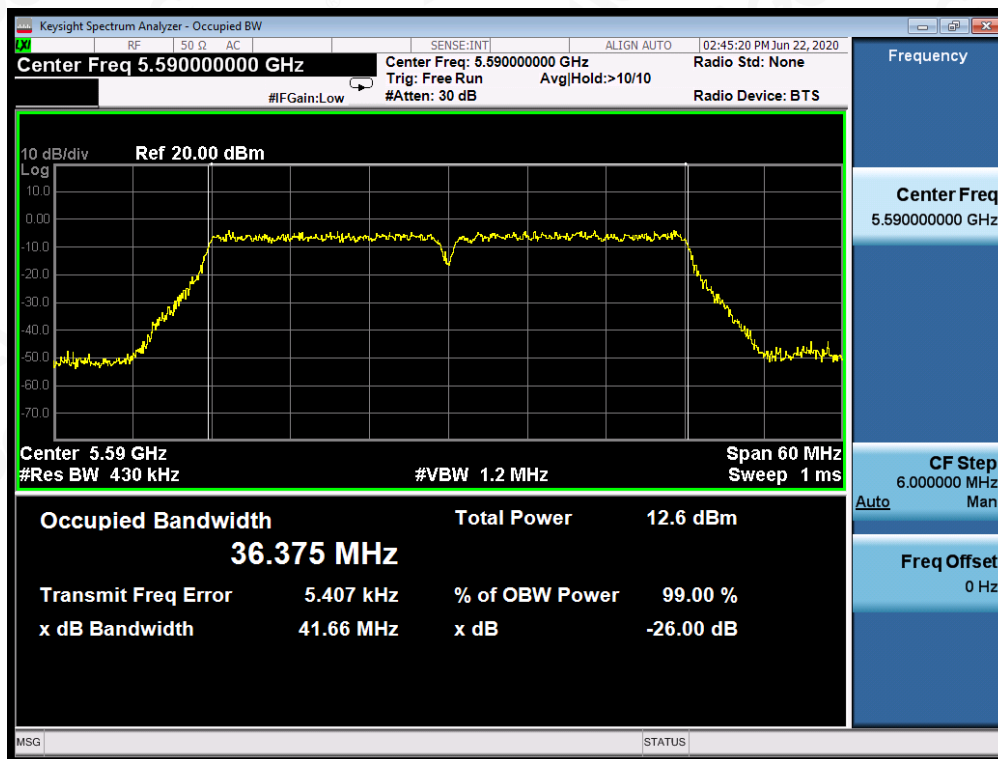 Keysight Spectrum Analyzer - Occupied BW
LXI RF 50 Ω AC SENSE:INT ALIGN AUTO 02:45:20 PM Jun 22, 2020
Center Freq 5.590000000 GHz Center Freq: 5.590000000 GHz Radio Std: None
Trig: Free Run Avg|Hold:>10/10
#IFGain:Low #Atten: 30 dB Radio Device: BTS
10 dB/div Ref 20.00 dBm
Log
10.0
0.00
-10.0
-20.0
-30.0
-40.0
-50.0
-60.0
-70.0
Center 5.59 GHz Span 60 MHz
#Res BW 430 kHz #VBW 1.2 MHz Sweep 1 ms
Occupied Bandwidth Total Power 12.6 dBm
36.375 MHz
Transmit Freq Error 5.407 kHz % of OBW Power 99.00 %
x dB Bandwidth 41.66 MHz x dB -26.00 dB
MSG STATUS
Frequency
Center Freq
5.590000000 GHz
CF Step
6.000000 MHz
Auto Man
Freq Offset
0 Hz